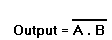 Output = A . B